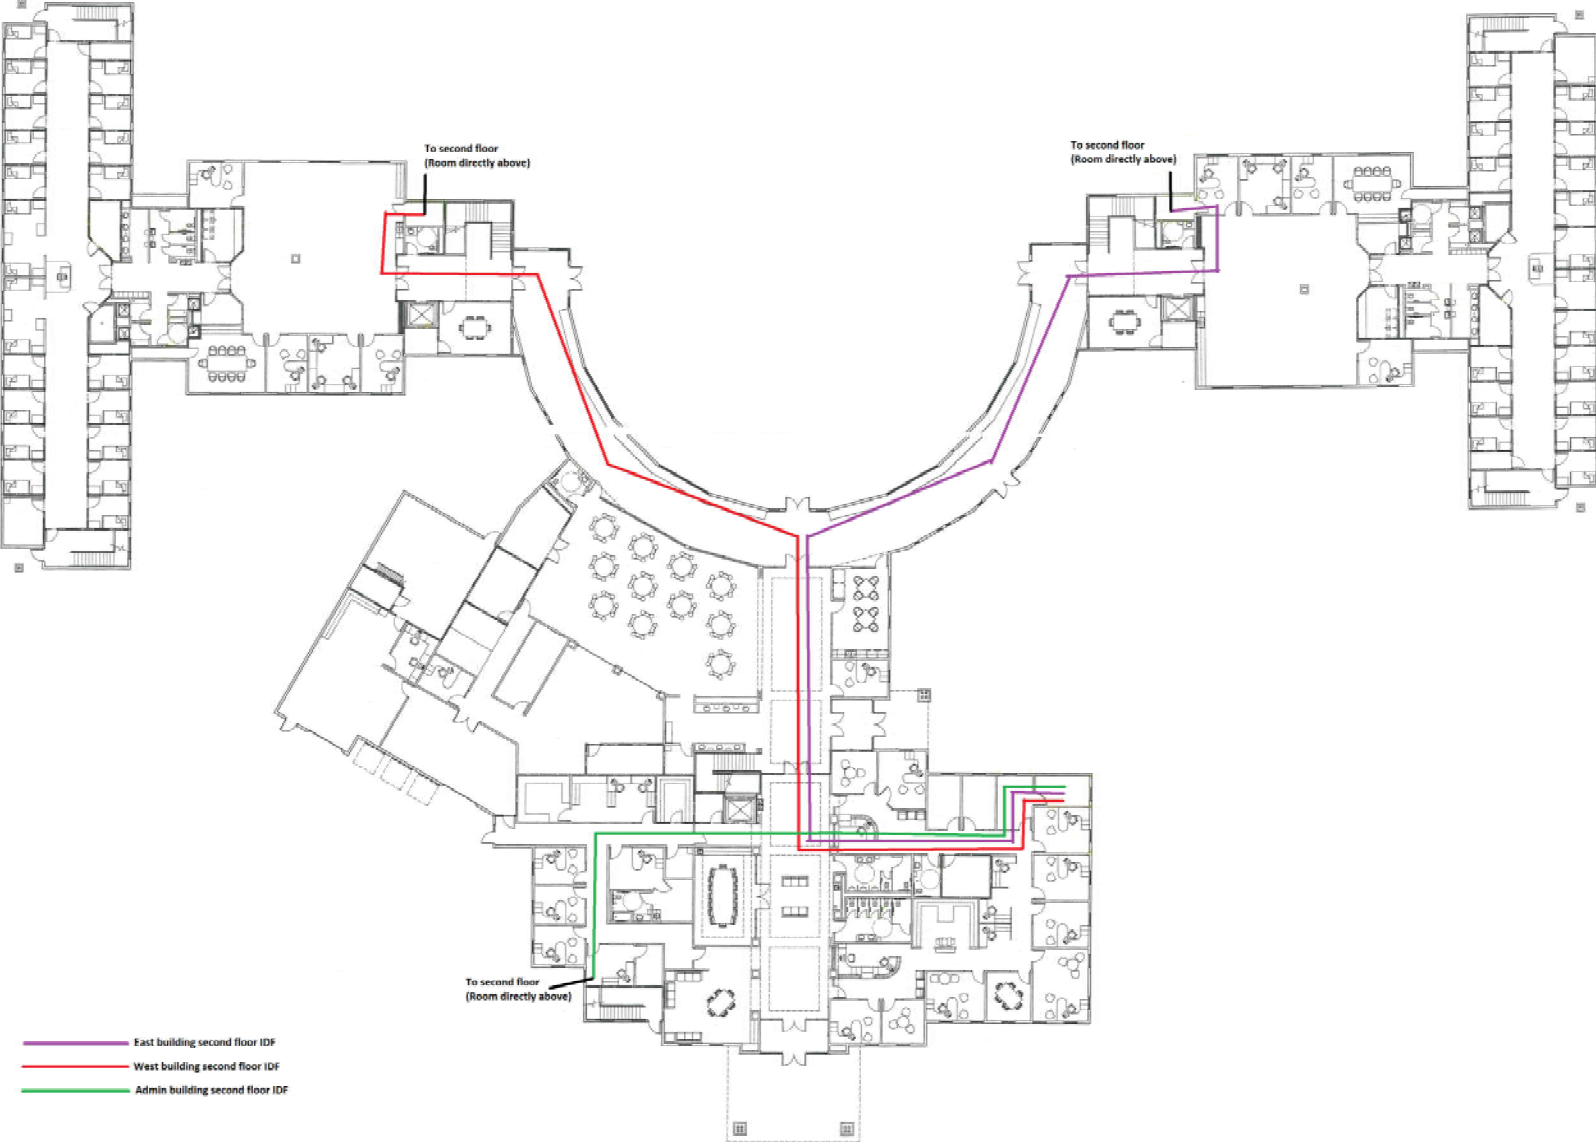 To second floor
(Room directly above)
To second floor
(Room directly above)
To second floor
(Room directly above)
East building second floor IDF
West building second floor IDF
Admin building second floor IDF